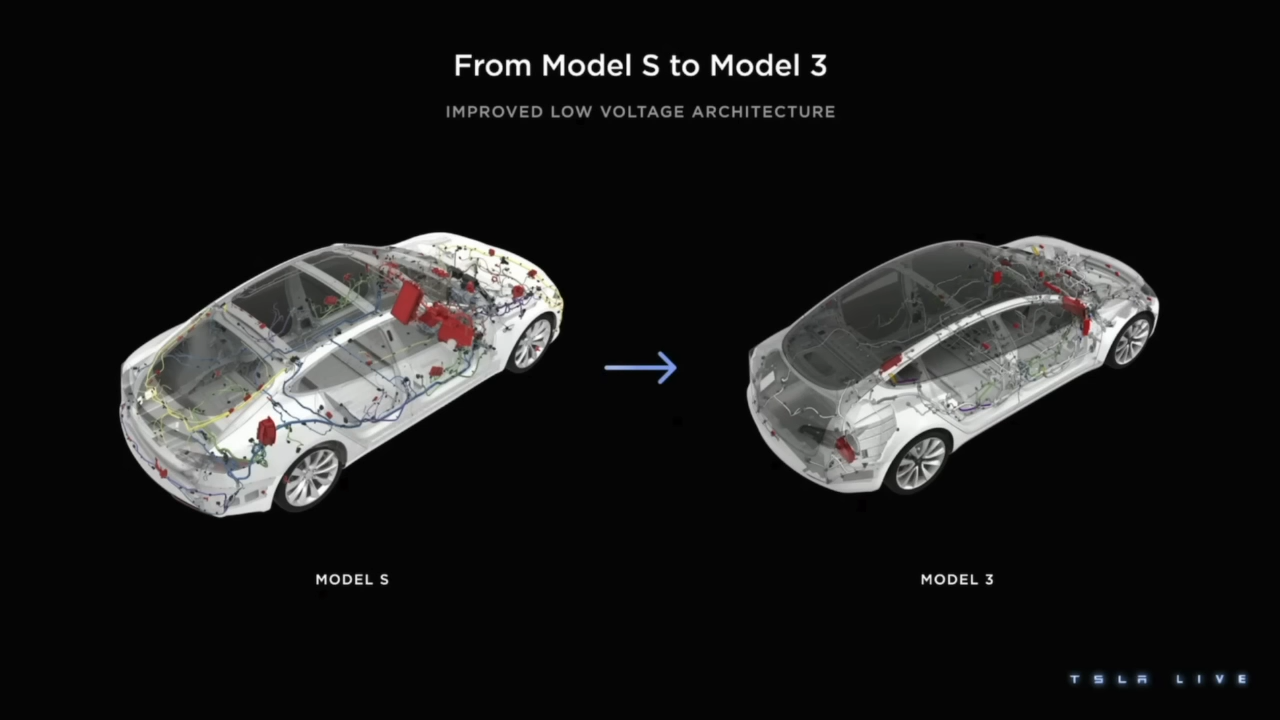 From Model S to Model 3
IMPROVED LOW VOLTAGE ARCHITECTURE
MODEL S
MODEL 3
TSLA LIVE